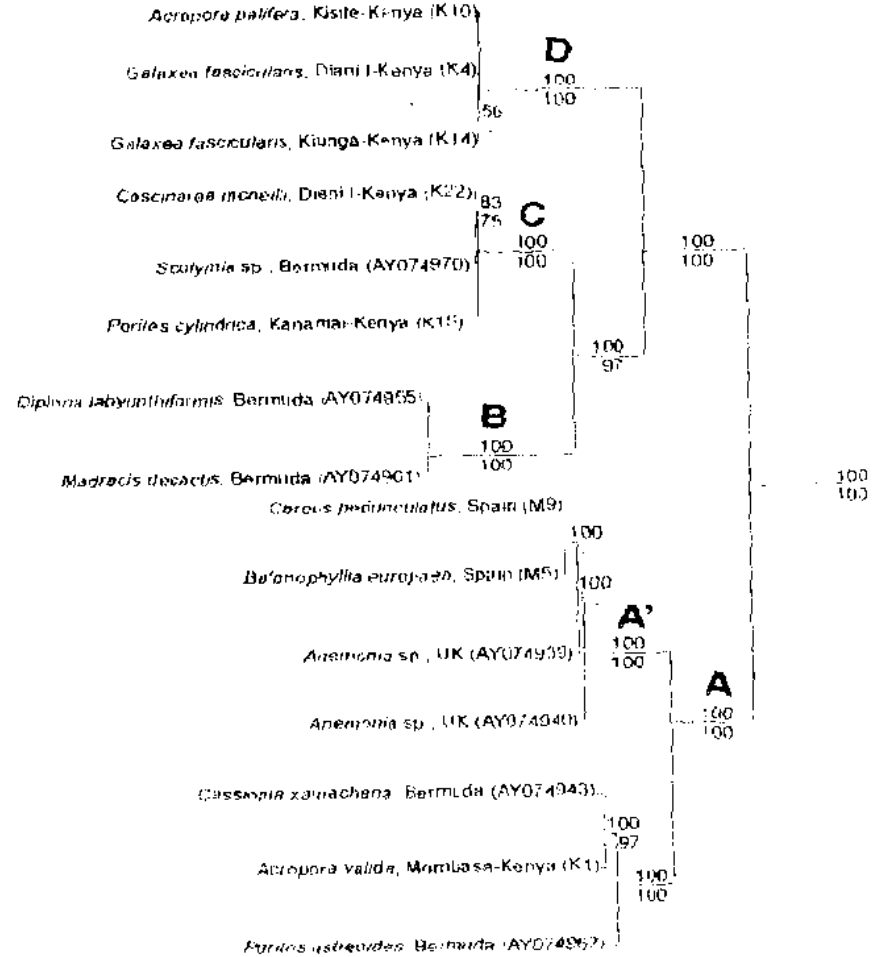 Acropora palifera, Kisite-Kenya (K10)
D
Galaxea fascicularis, Diani I-Kenya (K4)
100
100
56
Galaxea fascicularis, Kiunga-Kenya (K14)
Coscinaraea Diani I-Kenya (K22)
83
75
C
100
100
100
100
Scolymia sp., Bermuda (AY074970)
Porites cylindrica, Kanamai-Kenya (K15)
100
97
Diploria labyrinthiformis, Bermuda (AY074955)
B
100
100
Madracis decactis, Bermuda (AY074961)
100
100
Cereus pedunculatus, Spain (M9)
100
Balanophyllia europaea, Spain (M5)
100
A'
100
100
Anemonia sp., UK (AY074939)
A
100
100
Anemonia sp., UK (AY074940)
Cassiopia xamachana, Bermuda (AY074943)
100
97
Acropora valida, Mombasa-Kenya (K1)
100
100
Porites astreoides, Bermuda (AY074967)